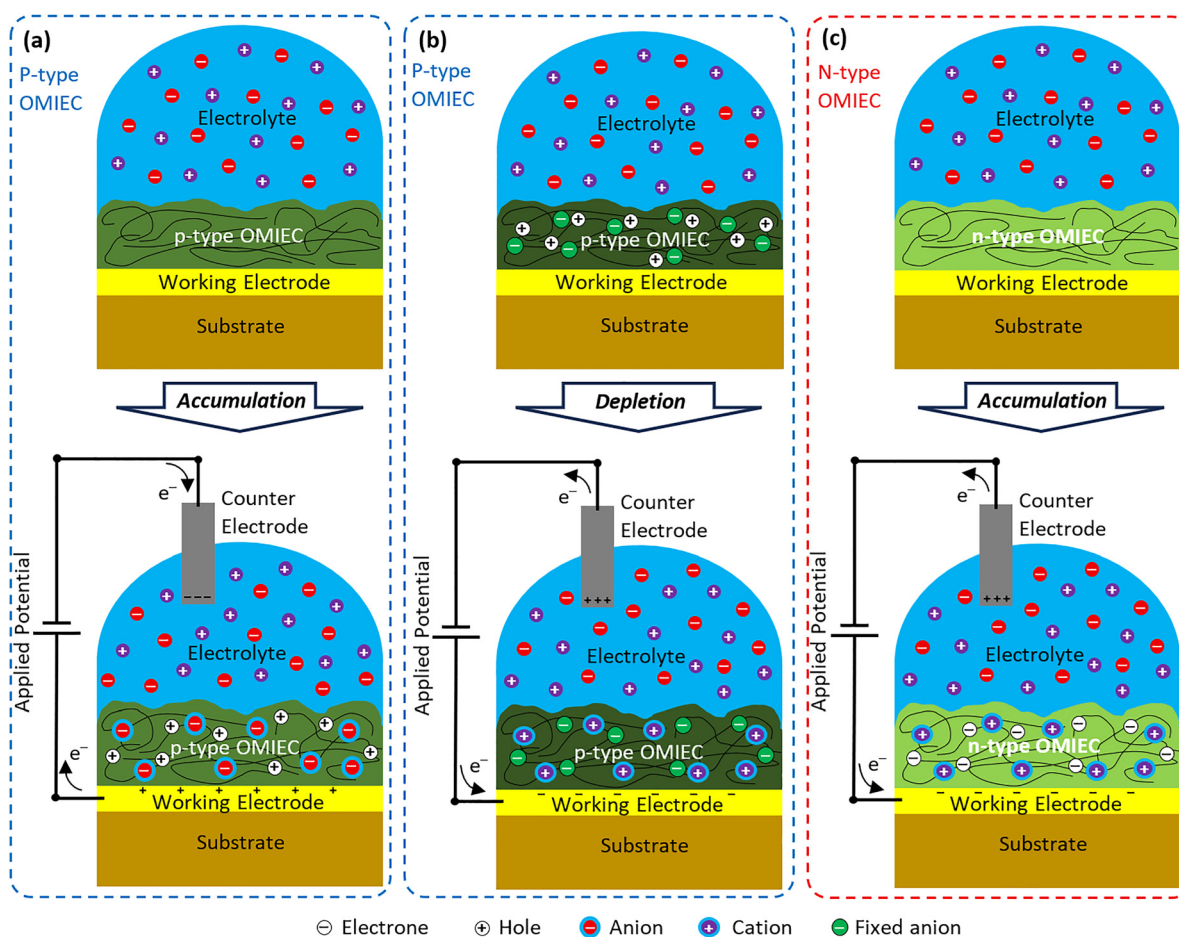 (a)
P-type
OMIEC
Electrolyte
p-type OMIEC
Working Electrode
Substrate
Accumulation
e−
Counter
Electrode
Applied Potential
Electrolyte
p-type OMIEC
e−
Working Electrode
Substrate
(b)
P-type
OMIEC
Electrolyte
p-type OMIEC
Working Electrode
Substrate
Depletion
e−
Counter
Electrode
Applied Potential
Electrolyte
p-type OMIEC
e−
Working Electrode
Substrate
(c)
N-type
OMIEC
Electrolyte
n-type OMIEC
Working Electrode
Substrate
Accumulation
e−
Counter
Electrode
Applied Potential
Electrolyte
n-type OMIEC
e−
Working Electrode
Substrate
Electrone Hole Anion Cation Fixed anion